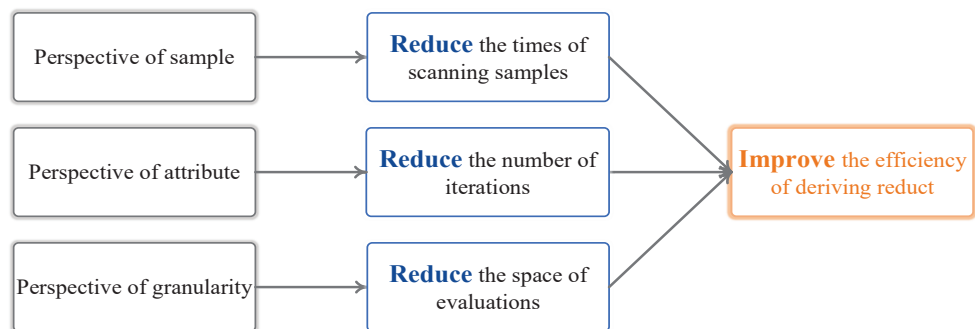 Perspective of sample
Reduce the times of
scanning samples
Perspective of attribute
Reduce the number of
iterations
Improve the efficiency
of deriving reduct
Perspective of granularity
Reduce the space of
evaluations